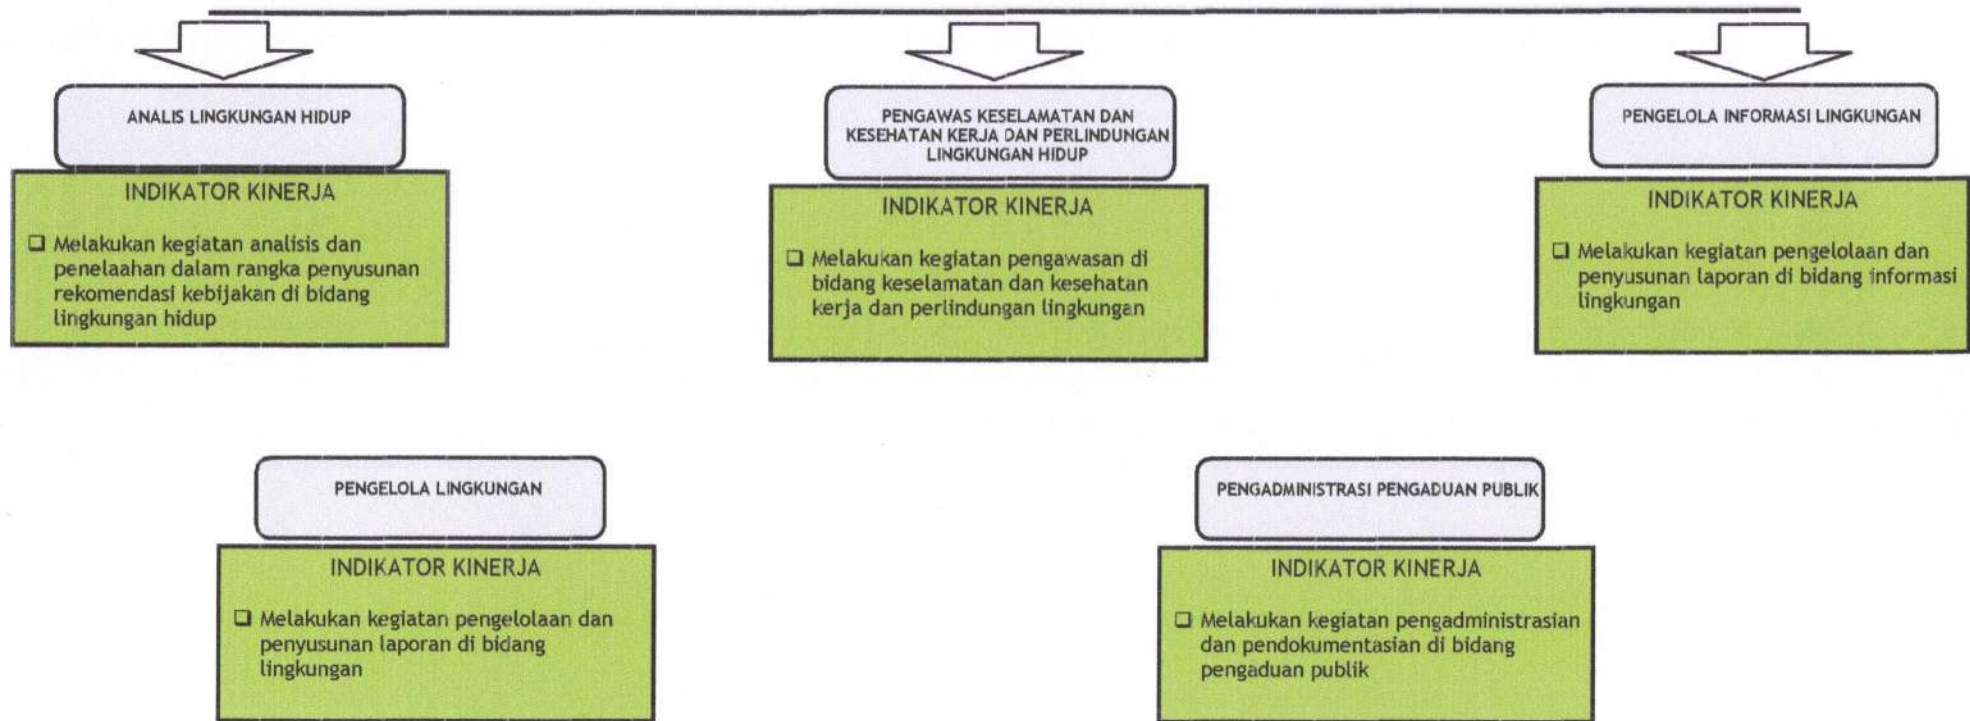 ANALIS LINGKUNGAN HIDUP
INDIKATOR KINERJA
❑ Melakukan kegiatan analisis dan
penelaahan dalam rangka penyusunan
rekomendasi kebijakan di bidang
lingkungan hidup
PENGAWAS KESELAMATAN DAN
KESEHATAN KERJA DAN PERLINDUNGAN
LINGKUNGAN HIDUP
INDIKATOR KINERJA
❑ Melakukan kegiatan pengawasan di
bidang keselamatan dan kesehatan
kerja dan perlindungan lingkungan
PENGELOLA INFORMASI LINGKUNGAN
INDIKATOR KINERJA
❑ Melakukan kegiatan pengelolaan dan
penyusunan laporan di bidang informasi
lingkungan
PENGELOLA LINGKUNGAN
INDIKATOR KINERJA
❑ Melakukan kegiatan pengelolaan dan
penyusunan laporan di bidang
lingkungan
PENGADMINISTRASI PENGADUAN PUBLIK
INDIKATOR KINERJA
❑ Melakukan kegiatan pengadministrasian
dan pendokumentasian di bidang
pengaduan publik